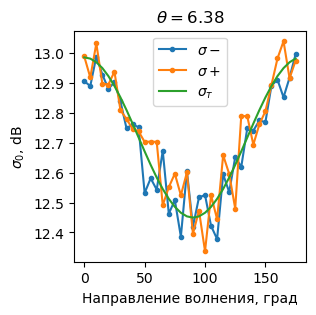 θ = 6.38
σ−
σ+
σ_T
σ₀, dB
13.0
12.9
12.8
12.7
12.6
12.5
12.4
0 50 100 150
Направление волнения, град